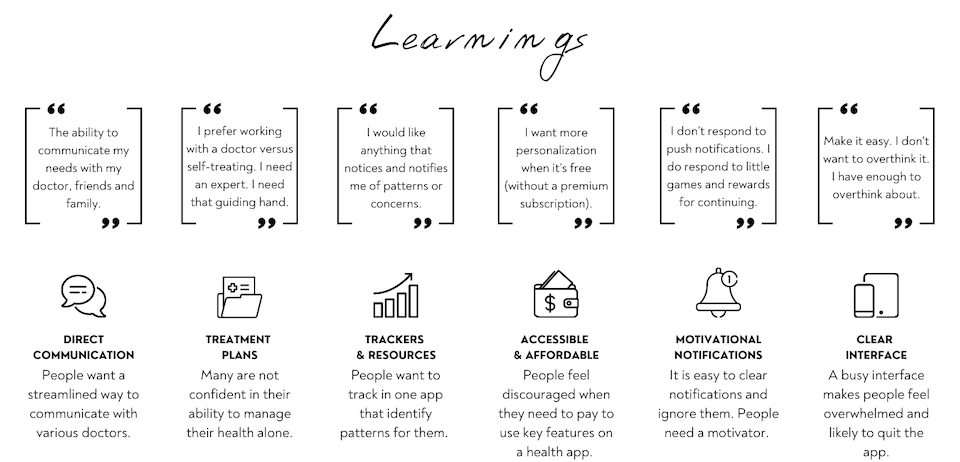 Learnings
“
The ability to
communicate my
needs with my
doctor, friends and
family.
”
“
I prefer working
with a doctor versus
self-treating. I need
an expert. I need
that guiding hand.
”
“
I would like
anything that
notices and notifies
me of patterns or
concerns.
”
“
I want more
personalization
when it's free
(without a premium
subscription).
”
“
I don't respond to
push notifications. I
do respond to little
games and rewards
for continuing.
”
“
Make it easy. I don't
want to overthink it.
I have enough to
overthink about.
”
DIRECT
COMMUNICATION
People want a
streamlined way to
communicate with
various doctors.
TREATMENT
PLANS
Many are not
confident in their
ability to manage
their health alone.
TRACKERS
& RESOURCES
People want to
track in one app
that identify
patterns for them.
$
ACCESSIBLE
& AFFORDABLE
People feel
discouraged when
they need to pay to
use key features on
a health app.
1
MOTIVATIONAL
NOTIFICATIONS
It is easy to clear
notifications and
ignore them. People
need a motivator.
CLEAR
INTERFACE
A busy interface
makes people feel
overwhelmed and
likely to quit the
app.